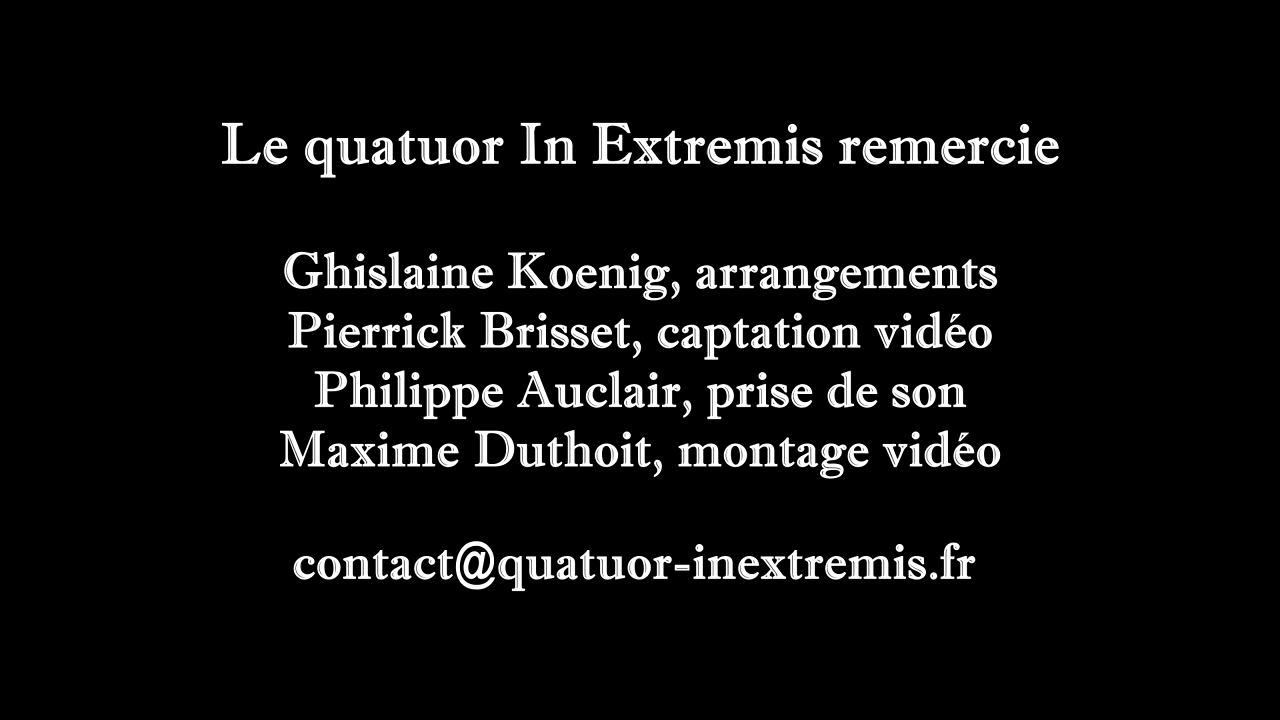 Le quatuor In Extremis remercie
Ghislaine Koenig, arrangements
Pierrick Brisset, captation vidéo
Philippe Auclair, prise de son
Maxime Duthoit, montage vidéo
contact@quatuor-inextremis.fr